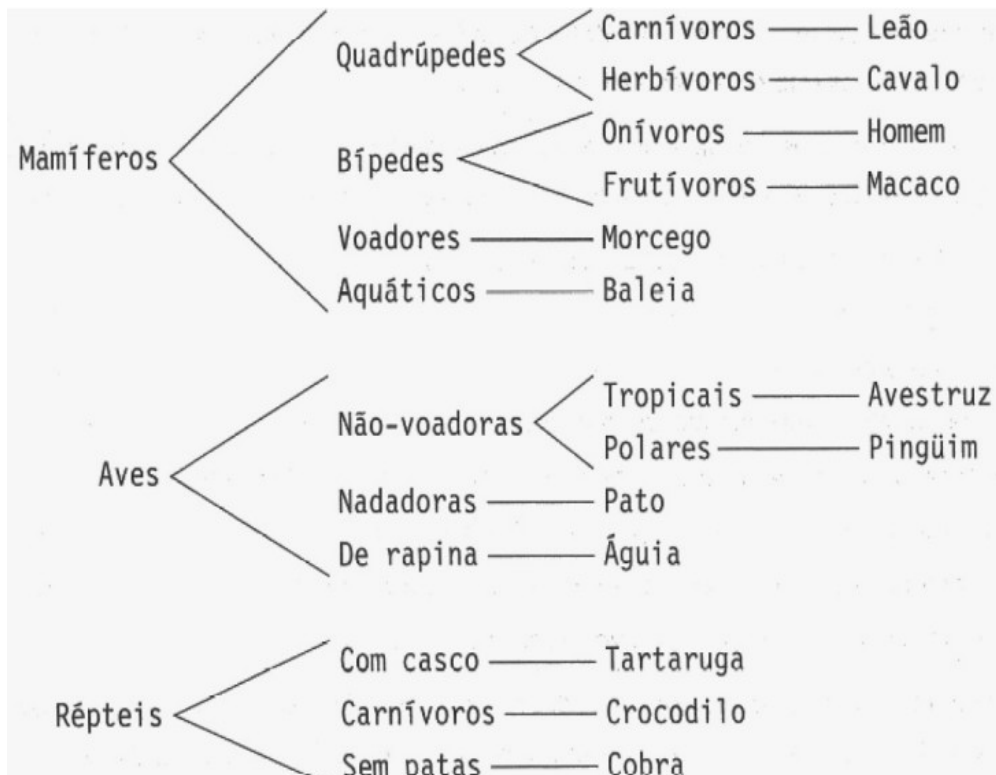 Carnívoros Leão
Quadrúpedes
Herbívoros Cavalo
Onívoros Homem
Mamíferos Bípedes
Frutívoros Macaco
Voadores Morcego
Aquáticos Baleia
Tropicais Avestruz
Não-voadoras
Polares Pingüim
Aves
Nadadoras Pato
De rapina Águia
Com casco Tartaruga
Répteis Carnívoros Crocodilo
Sem patas Cobra